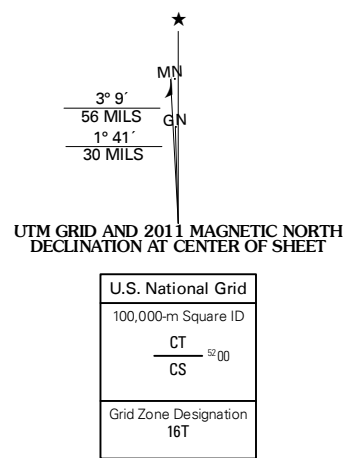 ★
MN
3° 9´
56 MILS
GN
1° 41´
30 MILS
UTM GRID AND 2011 MAGNETIC NORTH
DECLINATION AT CENTER OF SHEET
U.S. National Grid
100,000-m Square ID
CT
⁵²00
CS
Grid Zone Designation
16T